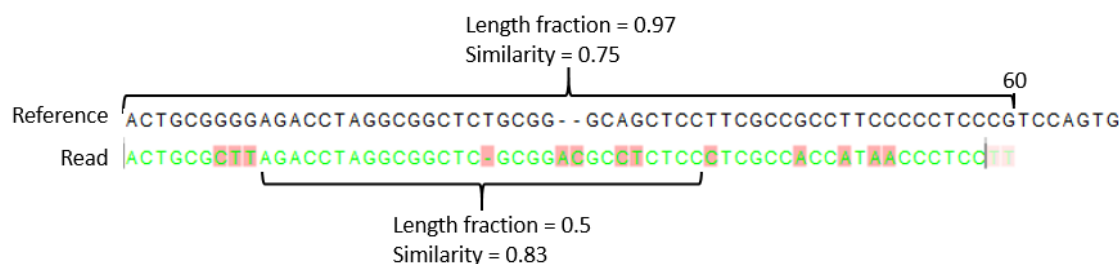 Length fraction = 0.97
Similarity = 0.75
60
Reference ACTGCGGGGAGACCTAGGCGGCTCTGCGG--GCAGCTCCTTCGCCGCCTTCCCCCTCCCGTCCAGTG
Read ACTGCGCTTAGACCTAGGCGGCTC-GCGGACGCCTCTCCCTCGCCACCATAACCCTCCTT
Length fraction = 0.5
Similarity = 0.83